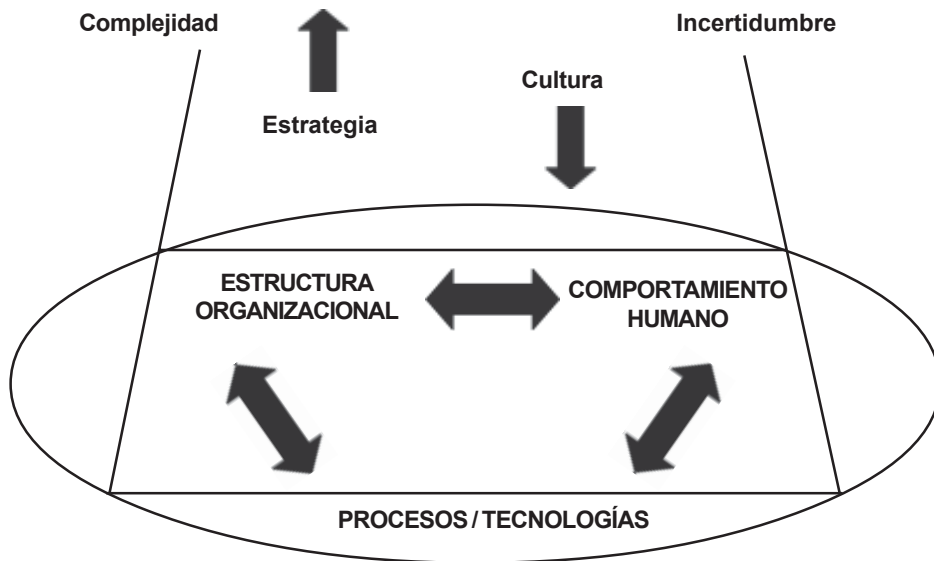 Complejidad
Incertidumbre
Cultura
Estrategia
ESTRUCTURA
ORGANIZACIONAL
COMPORTAMIENTO
HUMANO
PROCESOS / TECNOLOGÍAS